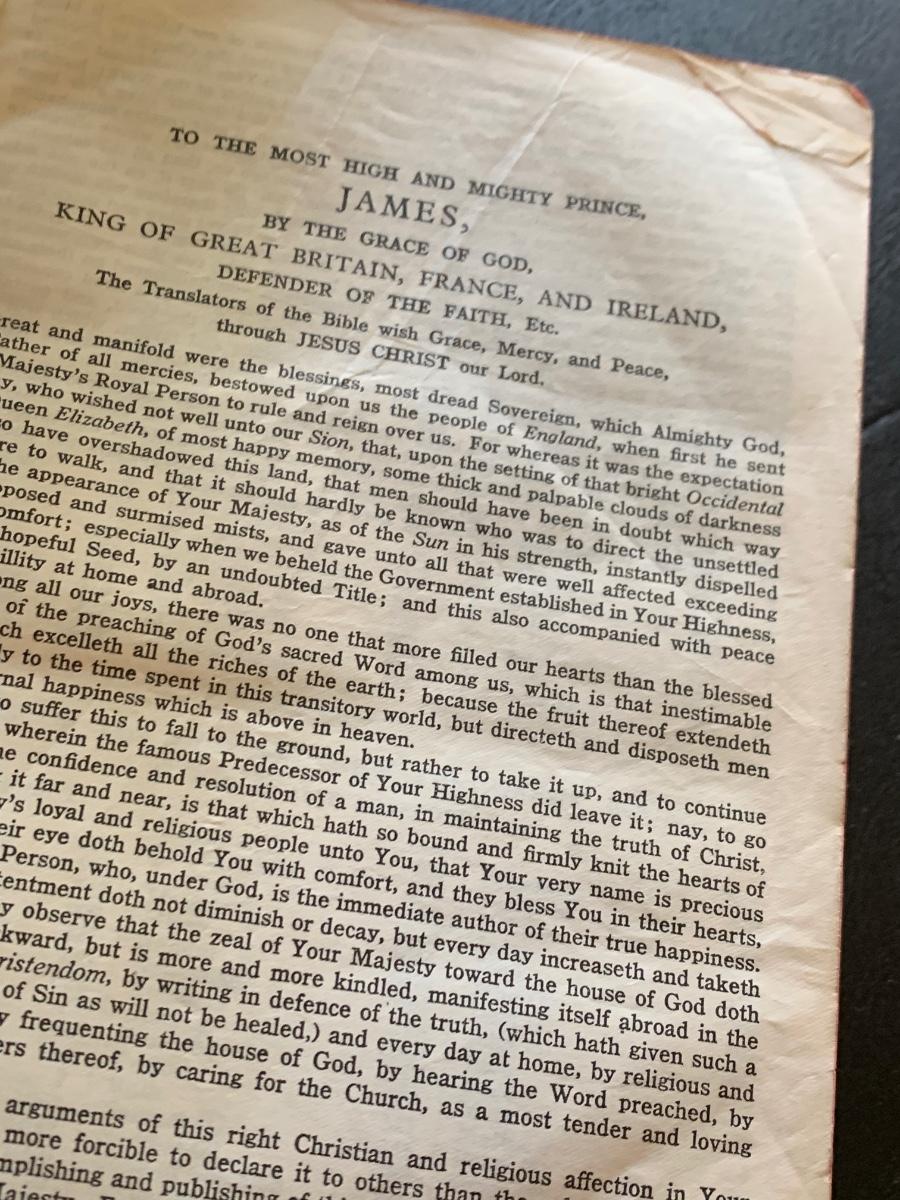 TO THE MOST HIGH AND MIGHTY PRINCE,
JAMES,
BY THE GRACE OF GOD,
KING OF GREAT BRITAIN, FRANCE, AND IRELAND,
DEFENDER OF THE FAITH, Etc.
The Translators of the Bible wish Grace, Mercy, and Peace,
through JESUS CHRIST our Lord.
reat and manifold were the blessings, most dread Sovereign, which Almighty God,
ather of all mercies, bestowed upon us the people of England, when first he sent
Majesty's Royal Person to rule and reign over us. For whereas it was the expectation
y, who wished not well unto our Sion, that, upon the setting of that bright Occidental
ueen Elizabeth, of most happy memory, some thick and palpable clouds of darkness
o have overshadowed this land, that men should have been in doubt which way
re to walk, and that it should hardly be known who was to direct the unsettled
he appearance of Your Majesty, as of the Sun in his strength, instantly dispelled
pposed and surmised mists, and gave unto all that were well affected exceeding
omfort; especially when we beheld the Government established in Your Highness,
hopeful Seed, by an undoubted Title; and this also accompanied with peace
illity at home and abroad.
ong all our joys, there was no one that more filled our hearts than the blessed
of the preaching of God's sacred Word among us, which is that inestimable
ch excelleth all the riches of the earth; because the fruit thereof extendeth
ly to the time spent in this transitory world, but directeth and disposeth men
rnal happiness which is above in heaven.
o suffer this to fall to the ground, but rather to take it up, and to continue
wherein the famous Predecessor of Your Highness did leave it; nay, to go
he confidence and resolution of a man, in maintaining the truth of Christ,
it far and near, is that which hath so bound and firmly knit the hearts of
y's loyal and religious people unto You, that Your very name is precious
eir eye doth behold You with comfort, and they bless You in their hearts,
Person, who, under God, is the immediate author of their true happiness.
tentment doth not diminish or decay, but every day increaseth and taketh
y observe that the zeal of Your Majesty toward the house of God doth
kward, but is more and more kindled, manifesting itself abroad in the
ristendom, by writing in defence of the truth, (which hath given such a
of Sin as will not be healed,) and every day at home, by religious and
y frequenting the house of God, by hearing the Word preached, by
ers thereof, by caring for the Church, as a most tender and loving
arguments of this right Christian and religious affection in Your
more forcible to declare it to others than the
mplishing and publishing of